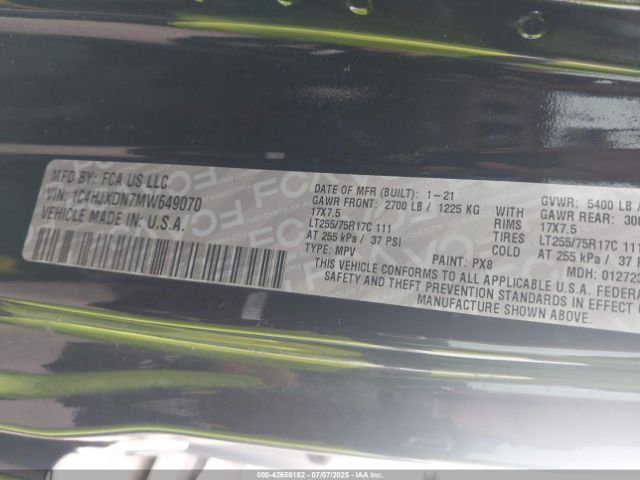 MFD BY: FCA US LLC
VIN: 1C4HJXDN7MW649070
VEHICLE MADE IN: U.S.A.
DATE OF MFR (BUILT): 1-21
GAWR FRONT: 2700 LB / 1225 KG
17X7.5
LT255/75R17C 111
AT 255 kPa / 37 PSI
TYPE: MPV PAINT: PX8
WITH
RIMS
TIRES
COLD
GVWR: 5400 LB /
GAWR REAR:
17X7.5
LT255/75R17C
AT 255 kPa / 37
MDH: 01272
THIS VEHICLE CONFORMS TO ALL APPLICABLE U.S.A. FEDERAL
SAFETY AND THEFT PREVENTION STANDARDS IN EFFECT
MANUFACTURE SHOWN ABOVE.
000-42656152 - 07/07/2025 - IAA